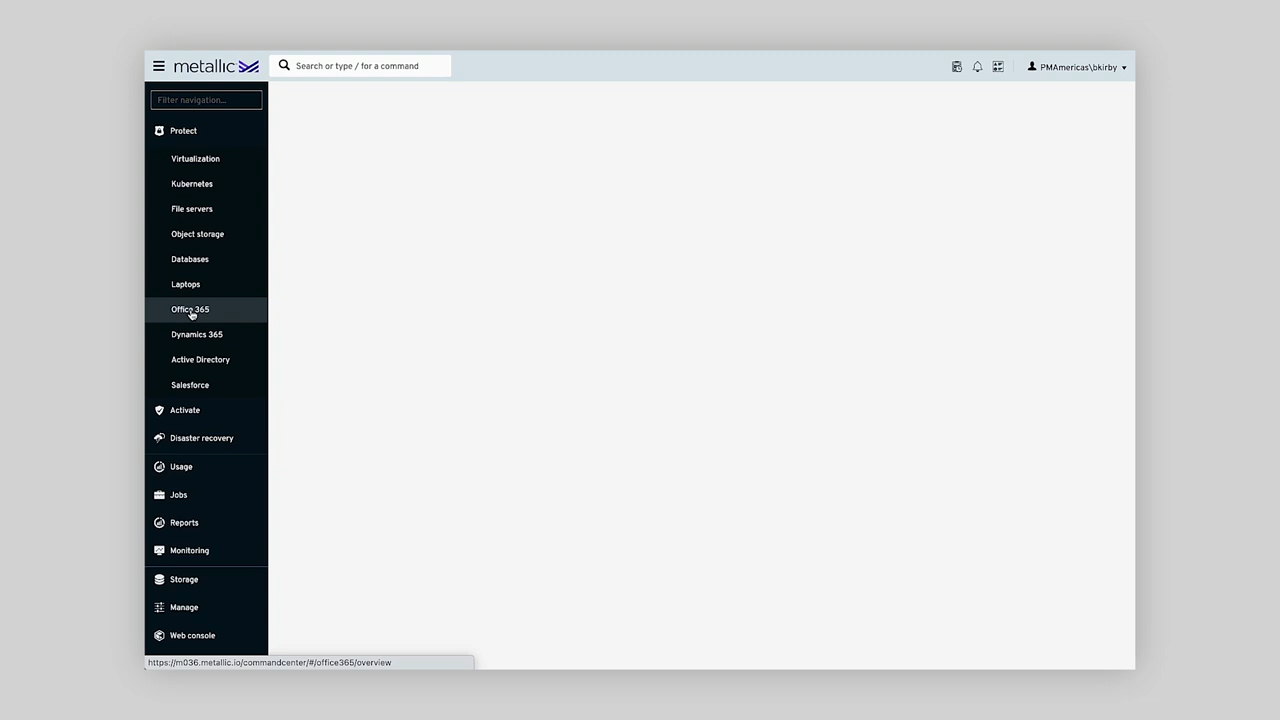 metallic
Search or type / for a command
PMAmericas\bkirby
Filter navigation...
Protect
Virtualization
Kubernetes
File servers
Object storage
Databases
Laptops
Office 365
Dynamics 365
Active Directory
Salesforce
Activate
Disaster recovery
Usage
Jobs
Reports
Monitoring
Storage
Manage
Web console
https://m036.metallic.io/commandcenter/#/office365/overview